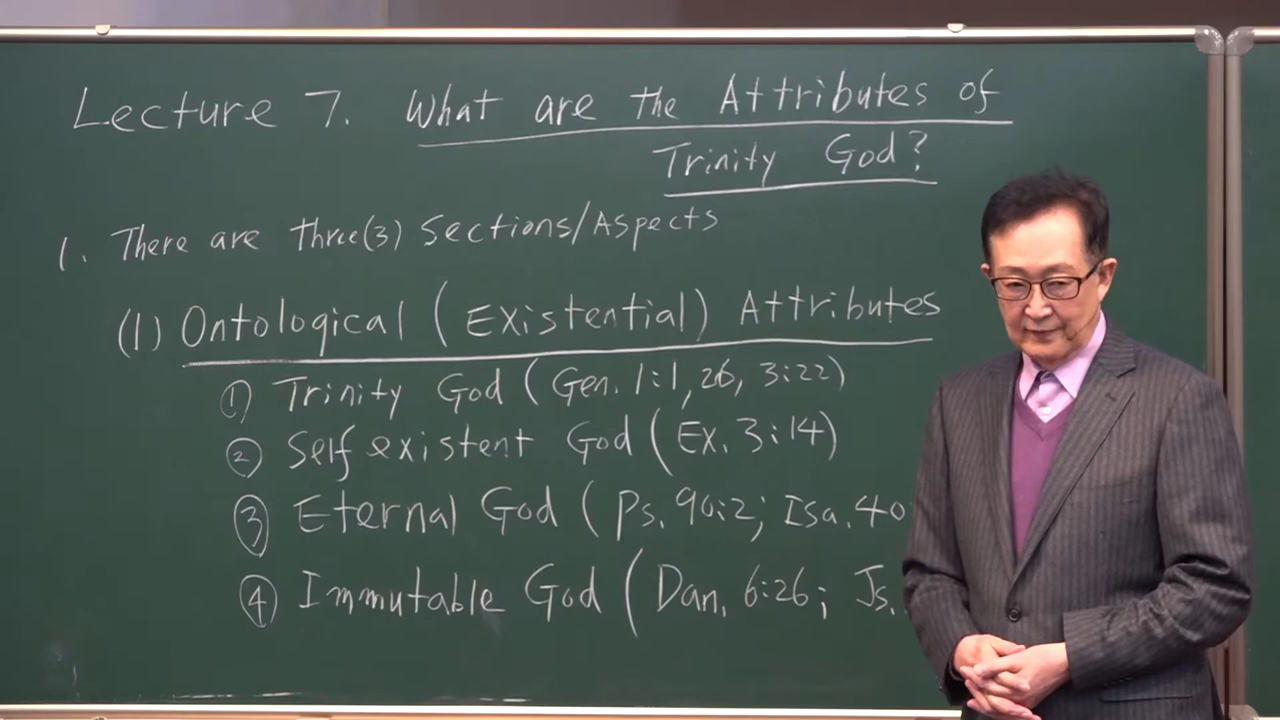 Lecture 7. What are the Attributes of
Trinity God?
1. There are three(3) Sections/Aspects
(1) Ontological (Existential) Attributes
① Trinity God (Gen. 1:1, 26, 3:22)
② Self existent God (Ex. 3:14)
③ Eternal God (Ps. 90:2; Isa. 40:
④ Immutable God (Dan. 6:26; Js.